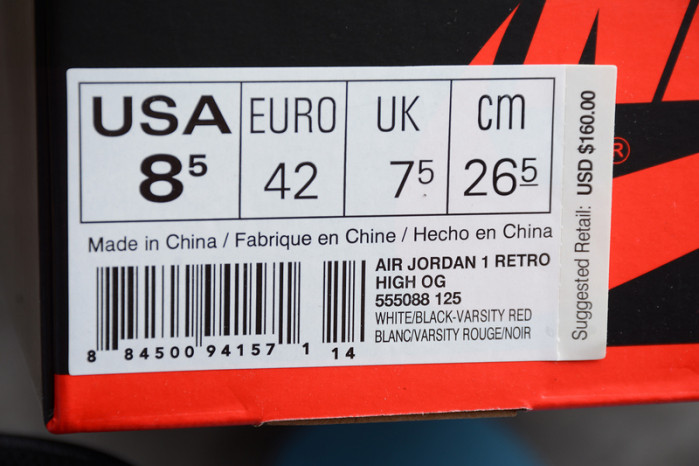 USA EURO UK cm
8⁵ 42 7⁵ 26⁵
Made in China / Fabrique en Chine / Hecho en China
AIR JORDAN 1 RETRO
HIGH OG
555088 125
WHITE/BLACK-VARSITY RED
BLANC/VARSITY ROUGE/NOIR
8 84500 94157 1 14
Suggested Retail: USD $160.00
®